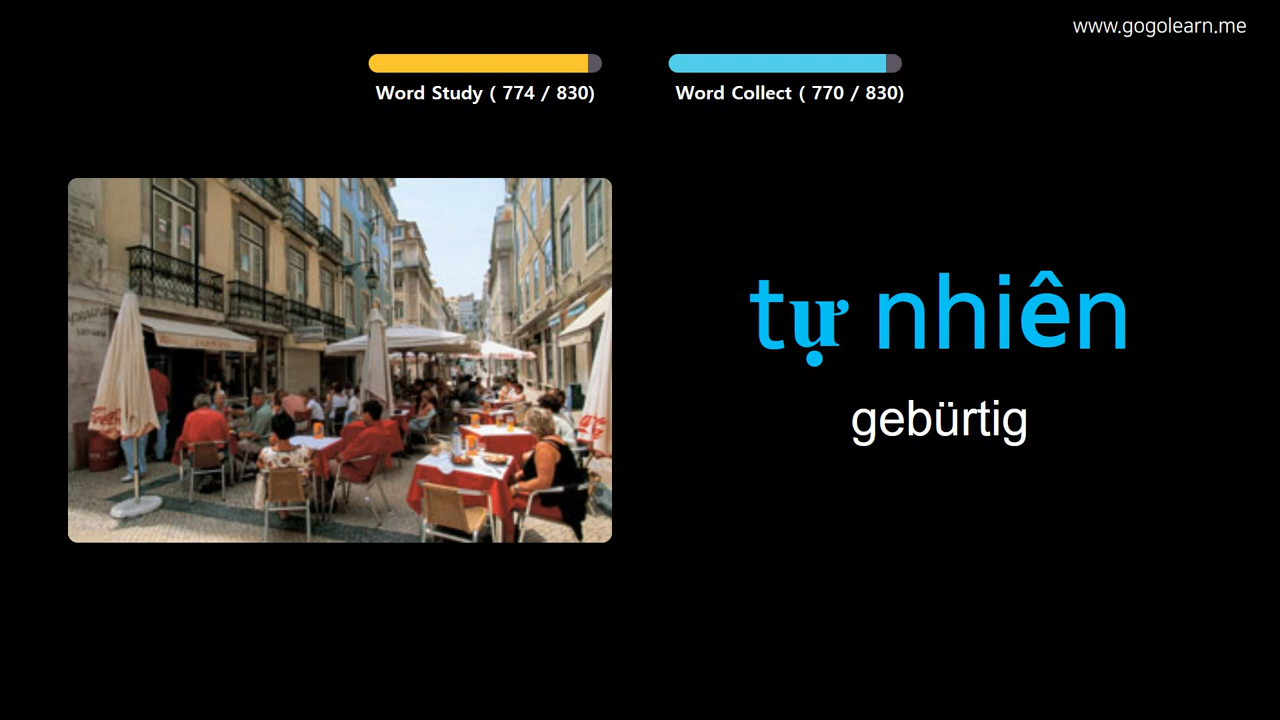 www.gogolearn.me
Word Study ( 774 / 830)
Word Collect ( 770 / 830)
tự nhiên
gebürtig